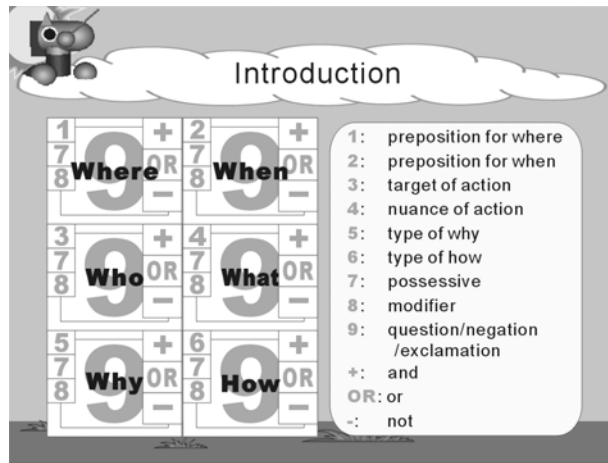 Introduction
1 9 + 2 9 +
7 Where OR 7 When OR
8 - 8 -
3 9 + 4 9 +
7 Who OR 7 What OR
8 - 8 -
5 9 + 6 9 +
7 Why OR 7 How OR
8 - 8 -
1: preposition for where
2: preposition for when
3: target of action
4: nuance of action
5: type of why
6: type of how
7: possessive
8: modifier
9: question/negation
/exclamation
+: and
OR: or
-: not